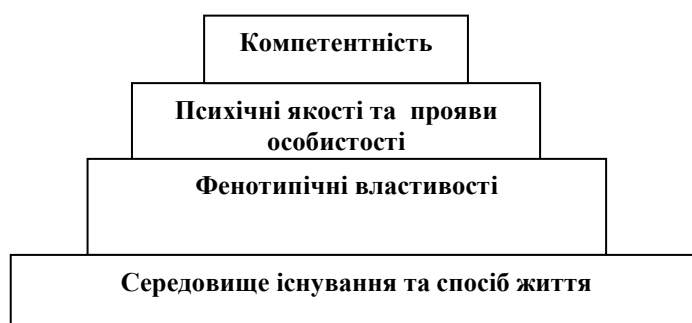 Компетентність
Психічні якості та прояви
особистості
Фенотипічні властивості
Середовище існування та спосіб життя